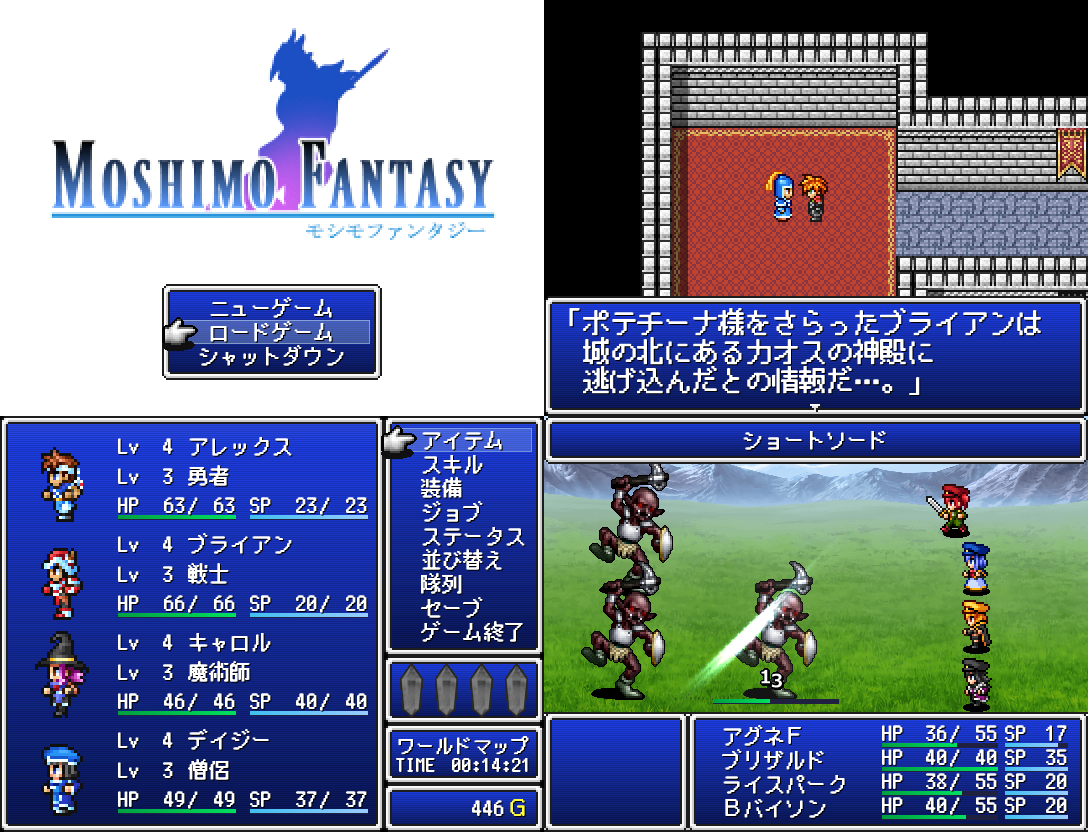 MOSHIMO FANTASY
モシモファンタジー
ニューゲーム
ロードゲーム
シャットダウン
「ポテチーナ様をさらったブライアンは
城の北にあるカオスの神殿に
逃げ込んだとの情報だ…。」
Lv 4 アレックス
Lv 3 勇者
HP 63/ 63 SP 23/ 23
Lv 4 ブライアン
Lv 3 戦士
HP 66/ 66 SP 20/ 20
Lv 4 キャロル
Lv 3 魔術師
HP 46/ 46 SP 40/ 40
Lv 4 デイジー
Lv 3 僧侶
HP 49/ 49 SP 37/ 37
アイテム
スキル
装備
ジョブ
ステータス
並び替え
隊列
セーブ
ゲーム終了
ワールドマップ
TIME 00:14:21
446 G
ショートソード
13
アグネF HP 36/ 55 SP 17
ブリザルド HP 40/ 40 SP 35
ライスパーク HP 38/ 55 SP 20
Bバイソン HP 40/ 55 SP 20